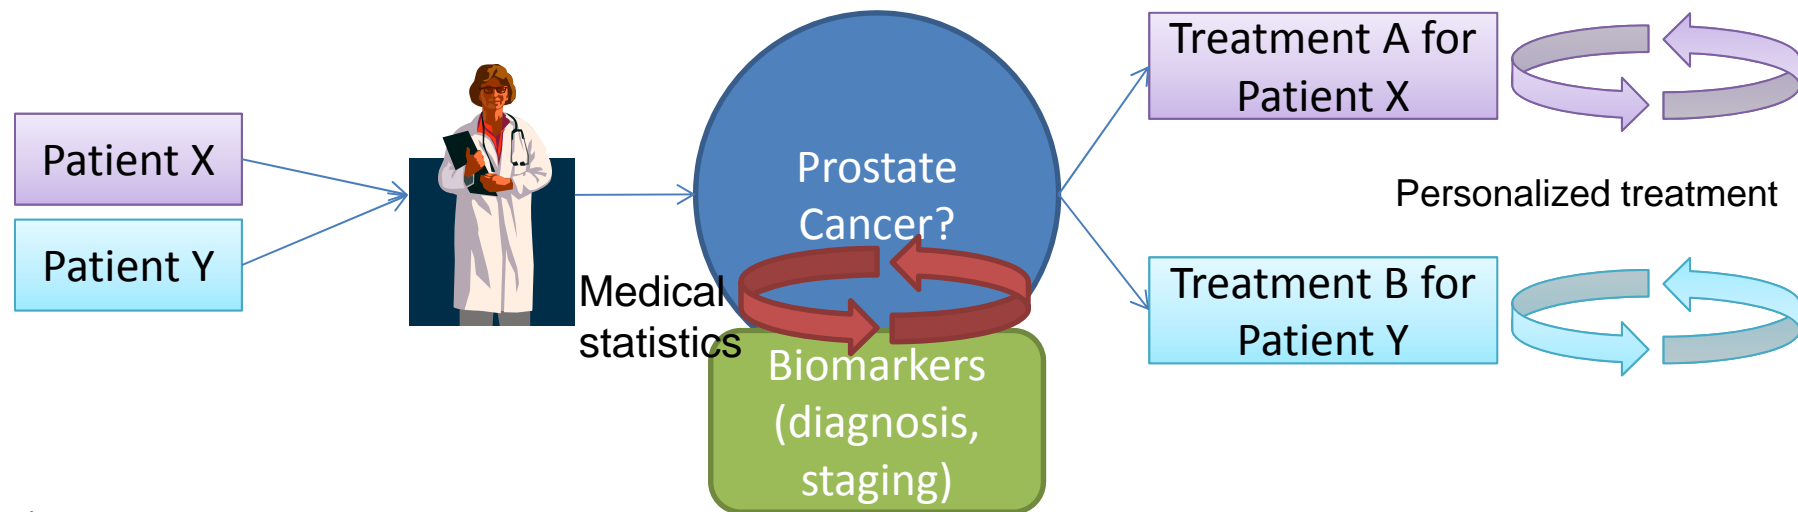 Patient X
Patient Y
Medical
statistics
Prostate
Cancer?
Biomarkers
(diagnosis,
staging)
Treatment A for
Patient X
Personalized treatment
Treatment B for
Patient Y